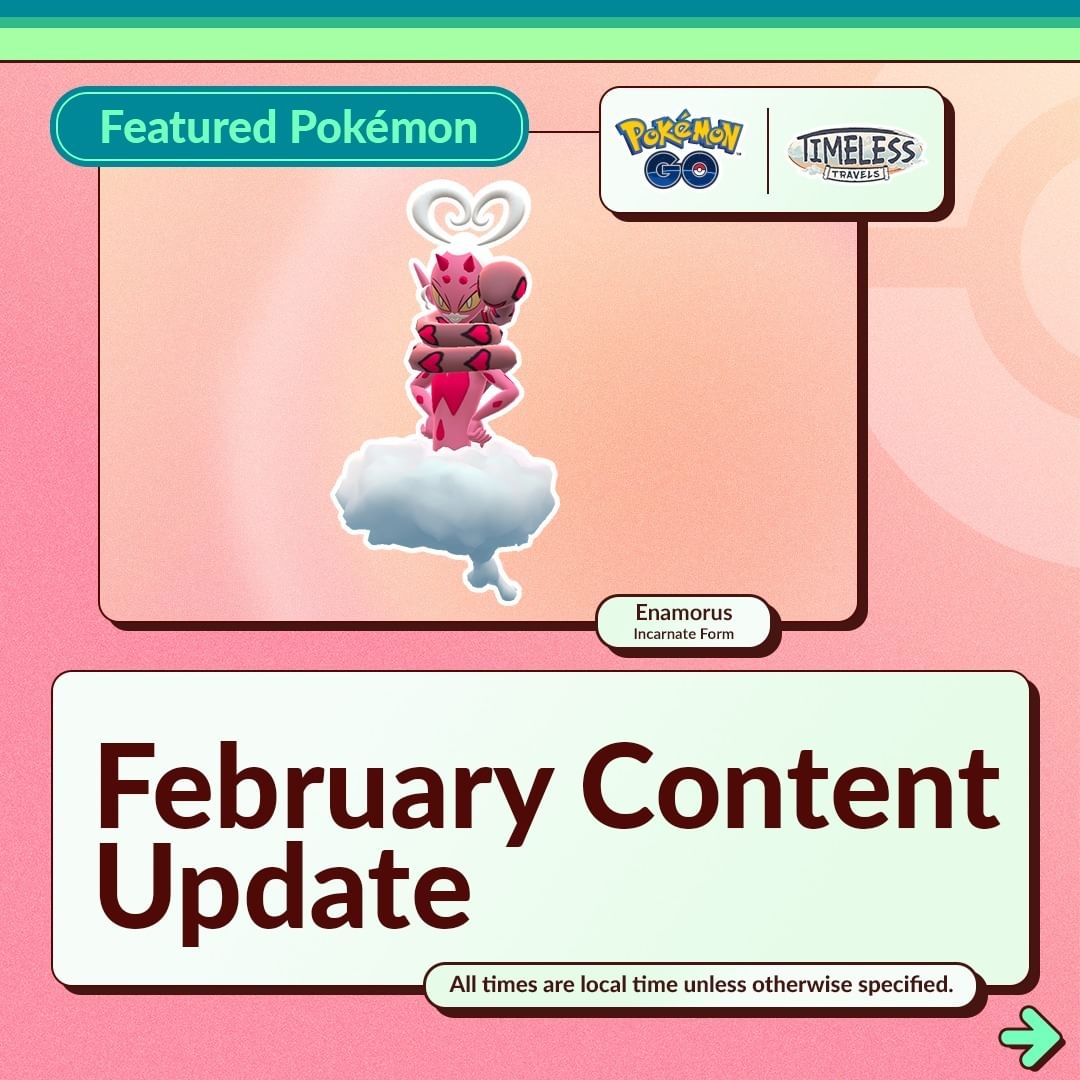 Featured Pokémon
POKÉMON
GO
TIMELESS
TRAVELS
Enamorus
Incarnate Form
February Content
Update
All times are local time unless otherwise specified.